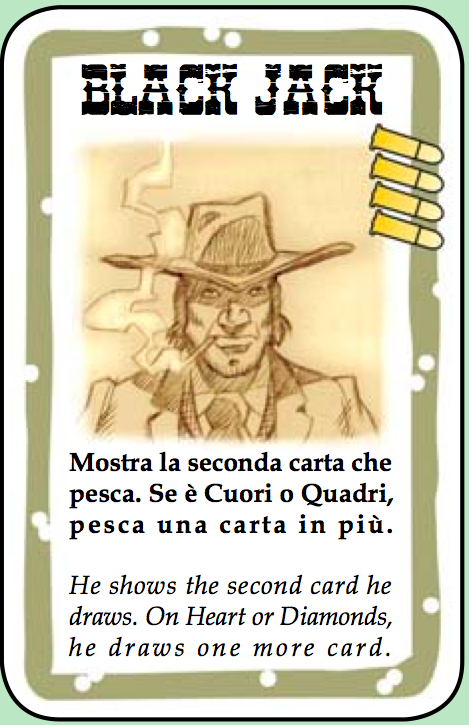 BLACK JACK
Mostra la seconda carta che
pesca. Se è Cuori o Quadri,
pesca una carta in più.
He shows the second card he
draws. On Heart or Diamonds,
he draws one more card.